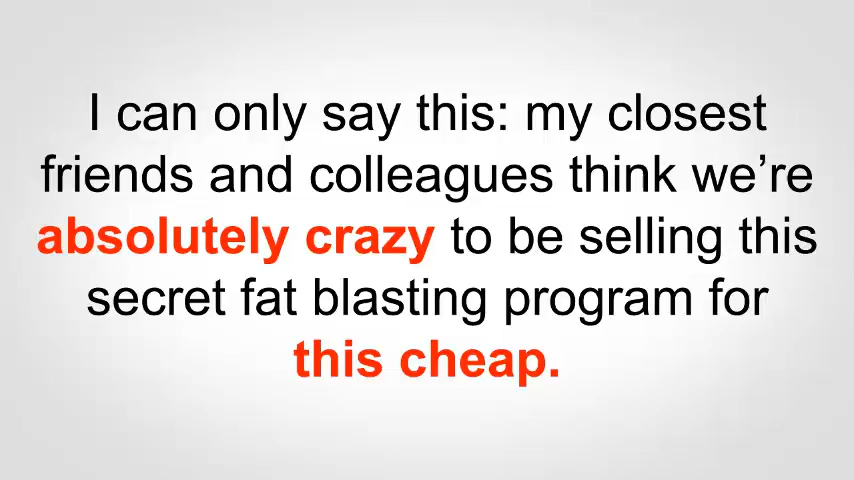 I can only say this: my closest
friends and colleagues think we’re
absolutely crazy to be selling this
secret fat blasting program for
this cheap.